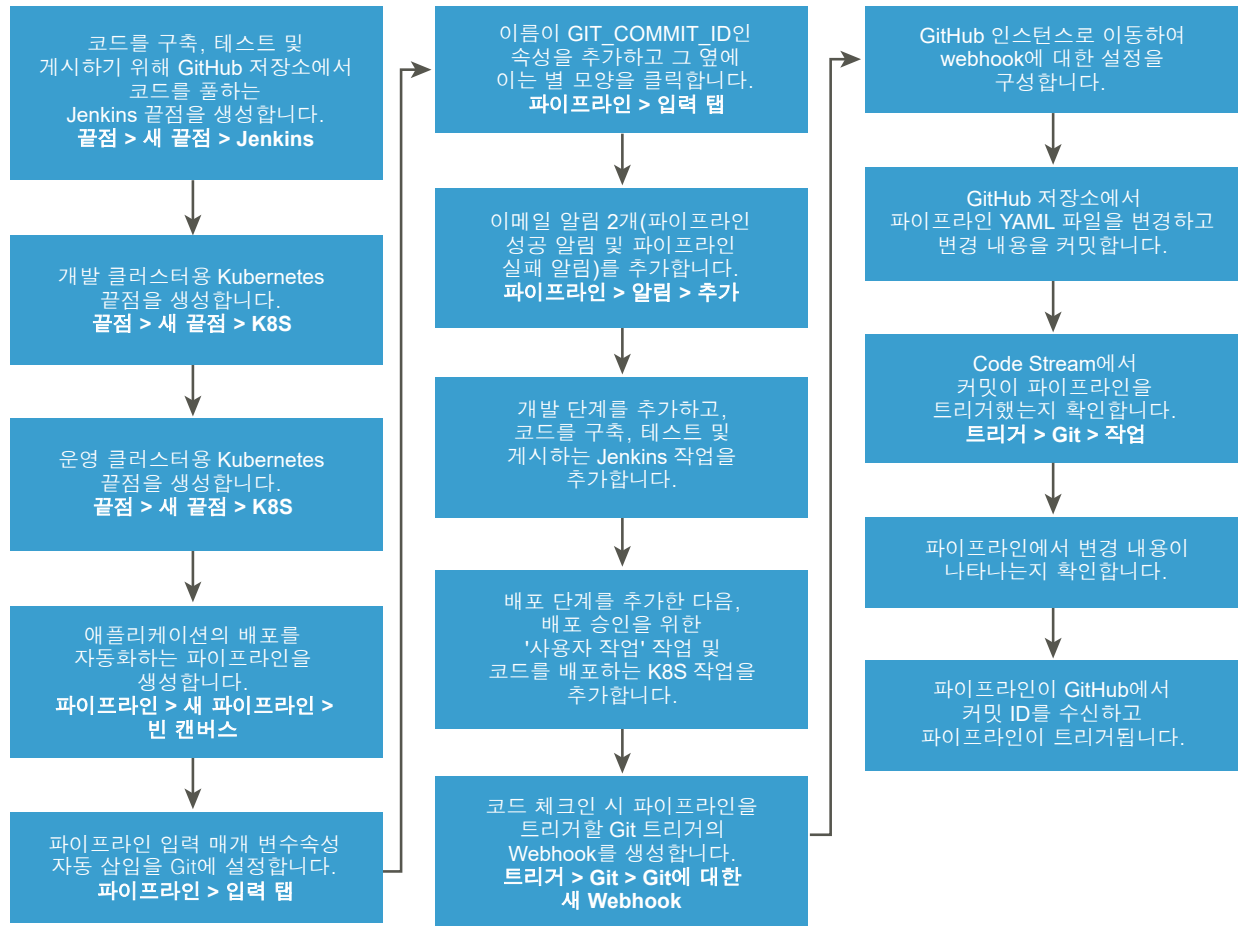 코드를 구축, 테스트 및
게시하기 위해 GitHub 저장소에서
코드를 풀하는
Jenkins 끝점을 생성합니다.
끝점 > 새 끝점 > Jenkins
개발 클러스터용 Kubernetes
끝점을 생성합니다.
끝점 > 새 끝점 > K8S
운영 클러스터용 Kubernetes
끝점을 생성합니다.
끝점 > 새 끝점 > K8S
애플리케이션의 배포를
자동화하는 파이프라인을
생성합니다.
파이프라인 > 새 파이프라인 >
빈 캔버스
파이프라인 입력 매개 변수속성
자동 삽입을 Git에 설정합니다.
파이프라인 > 입력 탭
이름이 GIT_COMMIT_ID인
속성을 추가하고 그 옆에
이는 별 모양을 클릭합니다.
파이프라인 > 입력 탭
이메일 알림 2개(파이프라인
성공 알림 및 파이프라인
실패 알림)를 추가합니다.
파이프라인 > 알림 > 추가
개발 단계를 추가하고,
코드를 구축, 테스트 및
게시하는 Jenkins 작업을
추가합니다.
배포 단계를 추가한 다음,
배포 승인을 위한
'사용자 작업' 작업 및
코드를 배포하는 K8S 작업을
추가합니다.
코드 체크인 시 파이프라인을
트리거할 Git 트리거의
Webhook를 생성합니다.
트리거 > Git > Git에 대한
새 Webhook
GitHub 인스턴스로 이동하여
webhook에 대한 설정을
구성합니다.
GitHub 저장소에서
파이프라인 YAML 파일을 변경하고
변경 내용을 커밋합니다.
Code Stream에서
커밋이 파이프라인을
트리거했는지 확인합니다.
트리거 > Git > 작업
파이프라인에서 변경 내용이
나타나는지 확인합니다.
파이프라인이 GitHub에서
커밋 ID를 수신하고
파이프라인이 트리거됩니다.